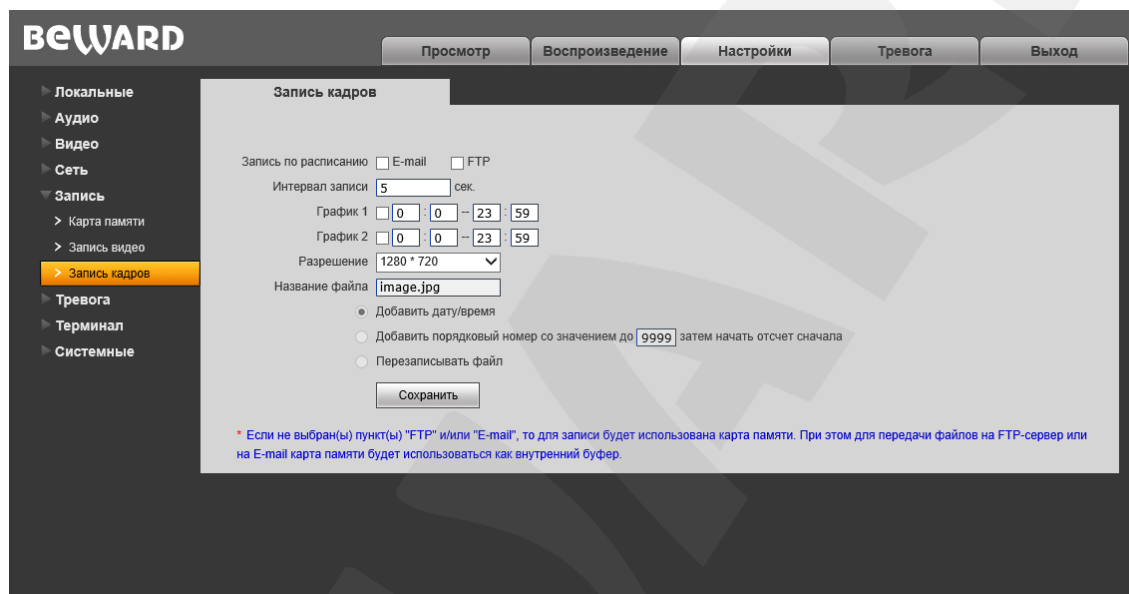 BEWARD
Просмотр Воспроизведение Настройки Тревога Выход
Локальные
Аудио
Видео
Сеть
Запись
Карта памяти
Запись видео
Запись кадров
Тревога
Терминал
Системные
Запись кадров
Запись по расписанию E-mail FTP
Интервал записи 5 сек.
График 1 0 : 0 -- 23 : 59
График 2 0 : 0 -- 23 : 59
Разрешение 1280 * 720
Название файла image.jpg
Добавить дату/время
Добавить порядковый номер со значением до 9999 затем начать отсчет сначала
Перезаписывать файл
Сохранить
* Если не выбран(ы) пункт(ы) "FTP" и/или "E-mail", то для записи будет использована карта памяти. При этом для передачи файлов на FTP-сервер или
на E-mail карта памяти будет использоваться как внутренний буфер.